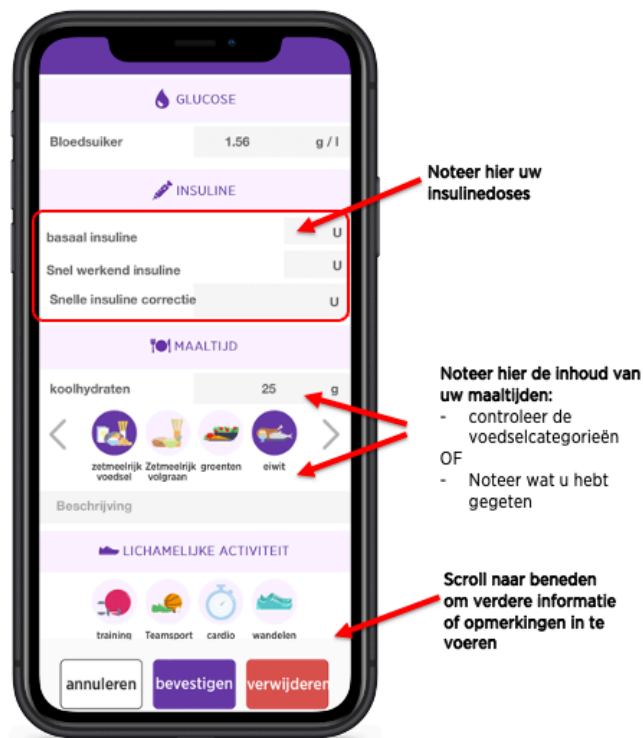 GLUCOSE
Bloedsuiker 1.56 g / l
INSULINE
basaal insuline U
Snel werkend insuline U
Snelle insuline correctie U
MAALTIJD
koolhydraten 25 g
zetmeelrijk voedsel
Zetmeelrijk volgraan
groenten
eiwit
Beschrijving
LICHAMELIJKE ACTIVITEIT
training Teamsport cardio wandelen
annuleren bevestigen verwijderen
Noteer hier uw
insulinedoses
Noteer hier de inhoud van
uw maaltijden:
- controleer de
voedselcategorieën
OF
- Noteer wat u hebt
gegeten
Scroll naar beneden
om verdere informatie
of opmerkingen in te
voeren